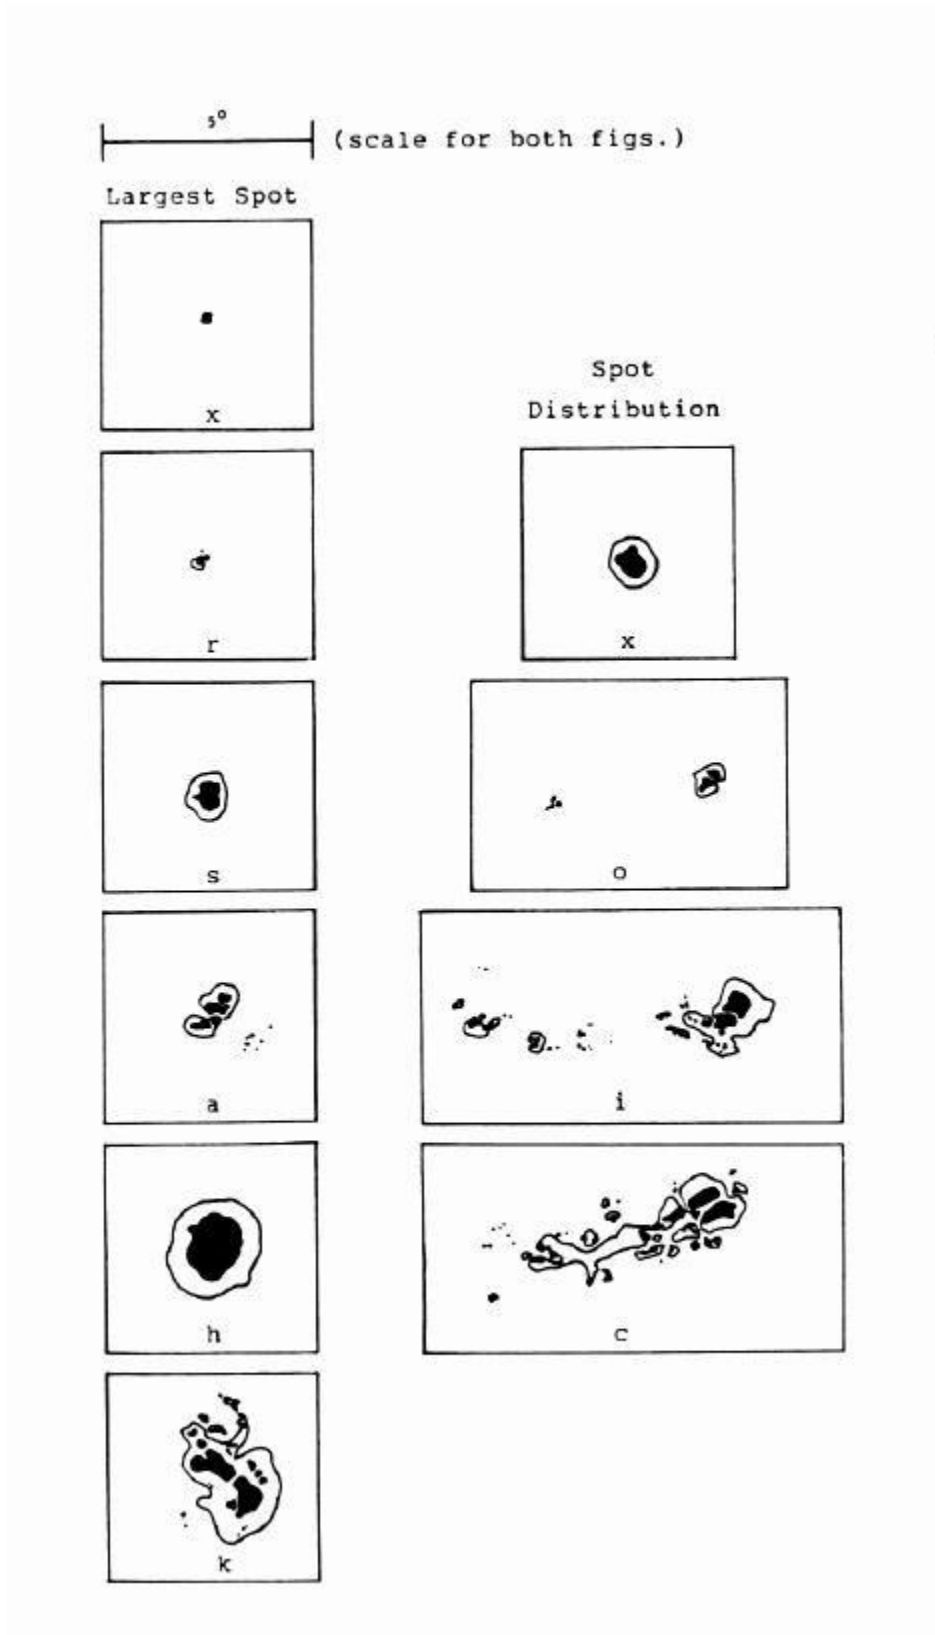 5°
(scale for both figs.)
Largest Spot
x
r
s
a
h
k
Spot
Distribution
x
o
i
c